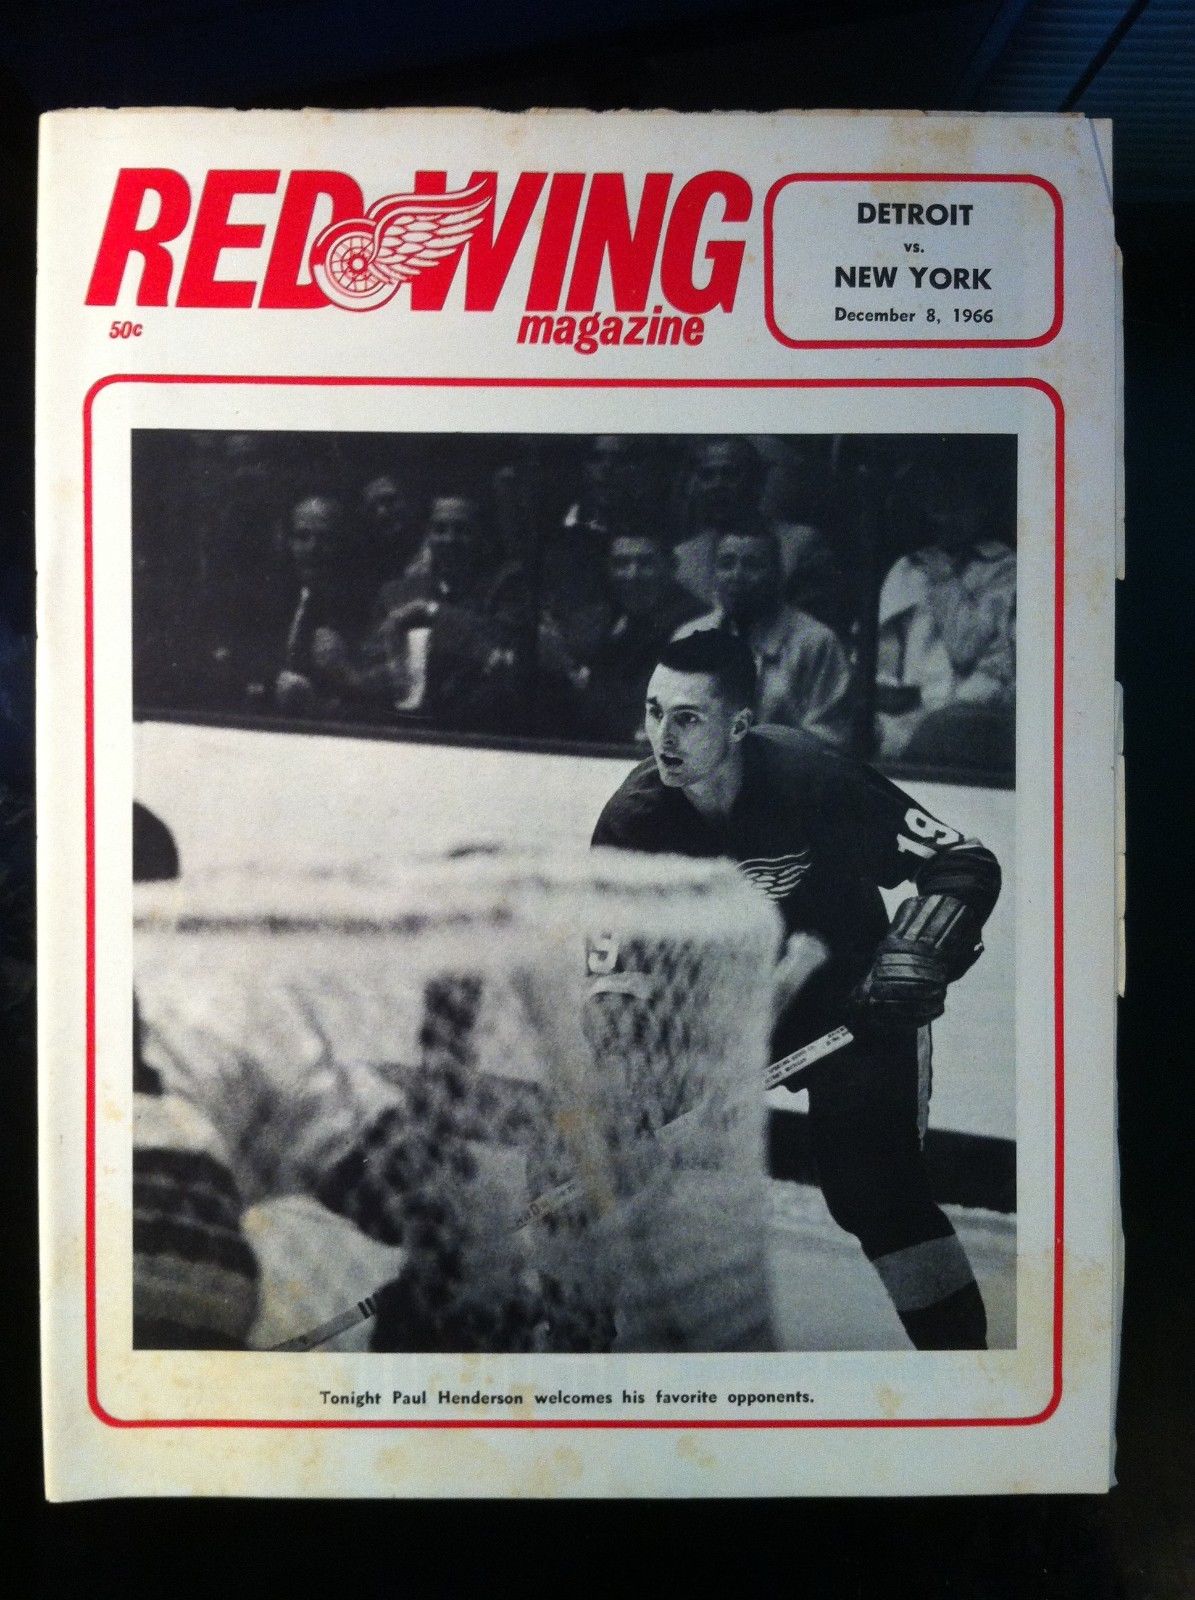 RED WING
magazine
50c
DETROIT
vs.
NEW YORK
December 8, 1966
19
9
Tonight Paul Henderson welcomes his favorite opponents.